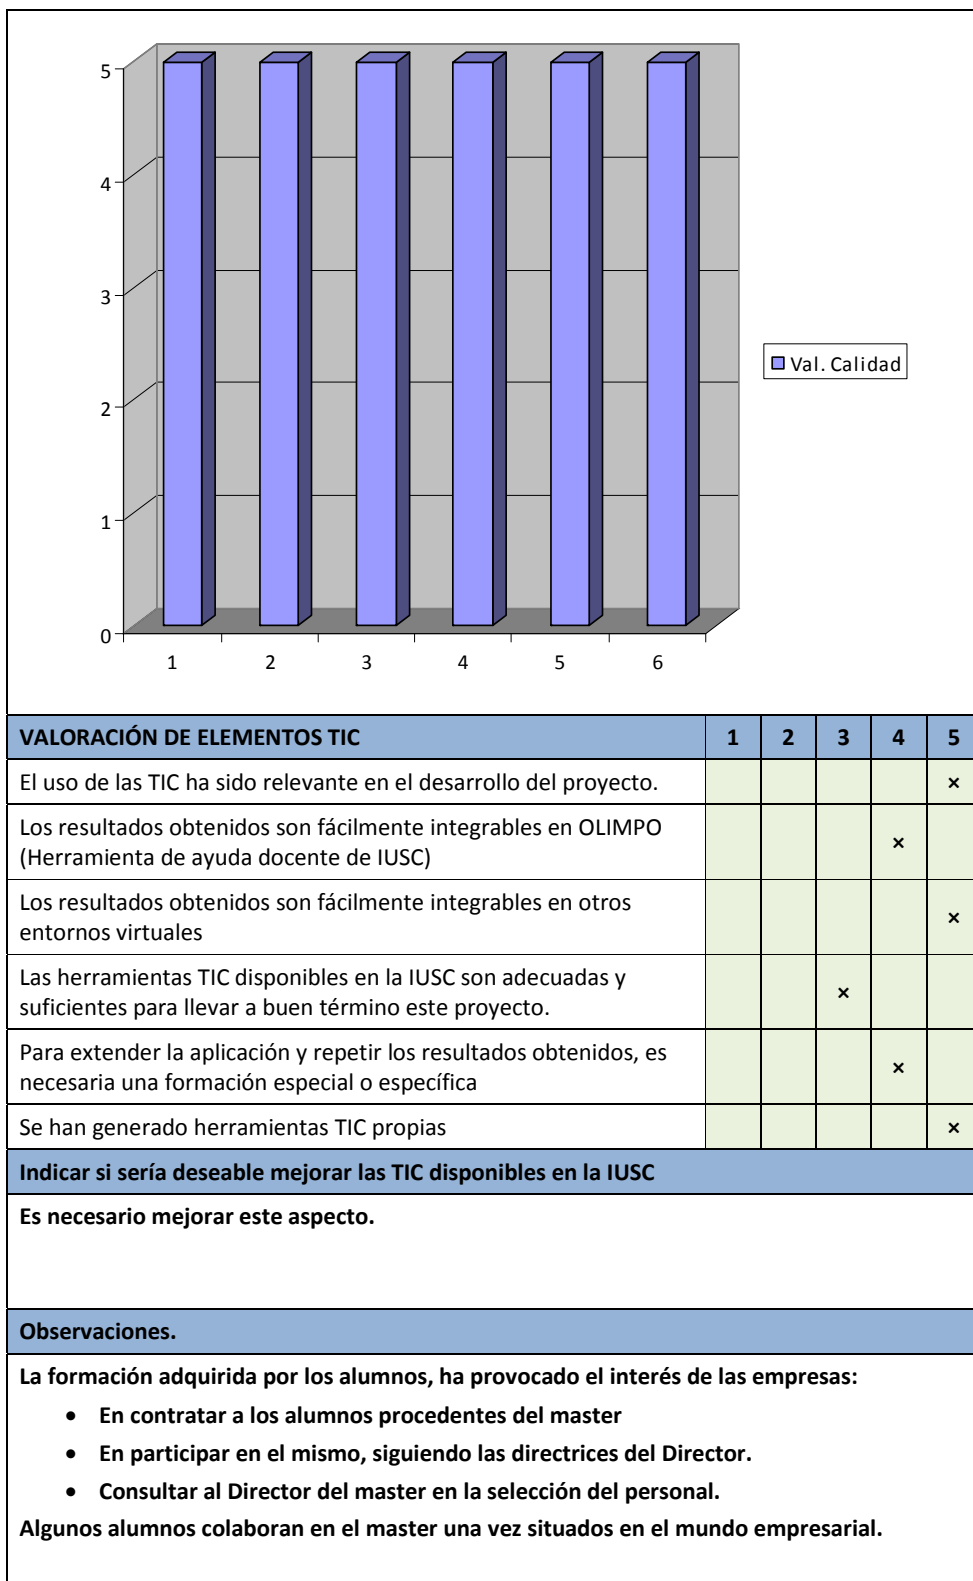 5
4
3
2
1
0
1 2 3 4 5 6
Val. Calidad
VALORACIÓN DE ELEMENTOS TIC 1 2 3 4 5
El uso de las TIC ha sido relevante en el desarrollo del proyecto. ×
Los resultados obtenidos son fácilmente integrables en OLIMPO
(Herramienta de ayuda docente de IUSC) ×
Los resultados obtenidos son fácilmente integrables en otros
entornos virtuales ×
Las herramientas TIC disponibles en la IUSC son adecuadas y
suficientes para llevar a buen término este proyecto. ×
Para extender la aplicación y repetir los resultados obtenidos, es
necesaria una formación especial o específica ×
Se han generado herramientas TIC propias ×
Indicar si sería deseable mejorar las TIC disponibles en la IUSC
Es necesario mejorar este aspecto.
Observaciones.
La formación adquirida por los alumnos, ha provocado el interés de las empresas:
• En contratar a los alumnos procedentes del master
• En participar en el mismo, siguiendo las directrices del Director.
• Consultar al Director del master en la selección del personal.
Algunos alumnos colaboran en el master una vez situados en el mundo empresarial.